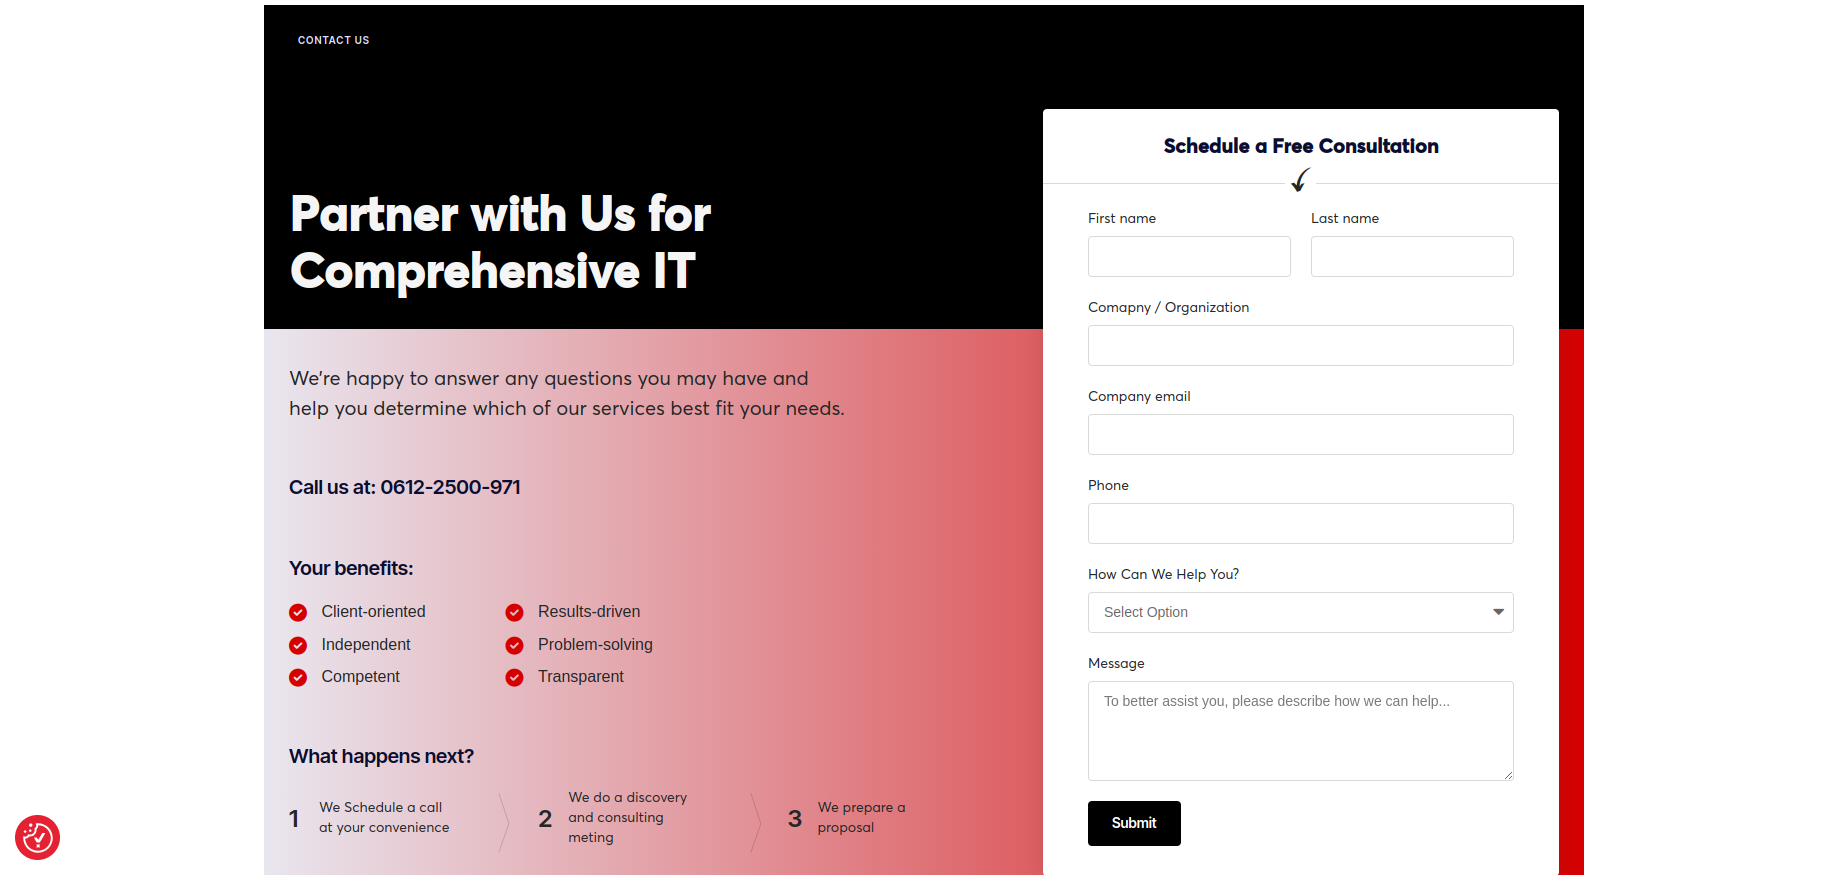 CONTACT US
Partner with Us for
Comprehensive IT
We're happy to answer any questions you may have and
help you determine which of our services best fit your needs.
Call us at: 0612-2500-971
Your benefits:
Client-oriented
Results-driven
Independent
Problem-solving
Competent
Transparent
What happens next?
1
We Schedule a call
at your convenience
2
We do a discovery
and consulting
meting
3
We prepare a
proposal
Schedule a Free Consultation
First name
Last name
Comapny / Organization
Company email
Phone
How Can We Help You?
Select Option
Message
To better assist you, please describe how we can help...
Submit